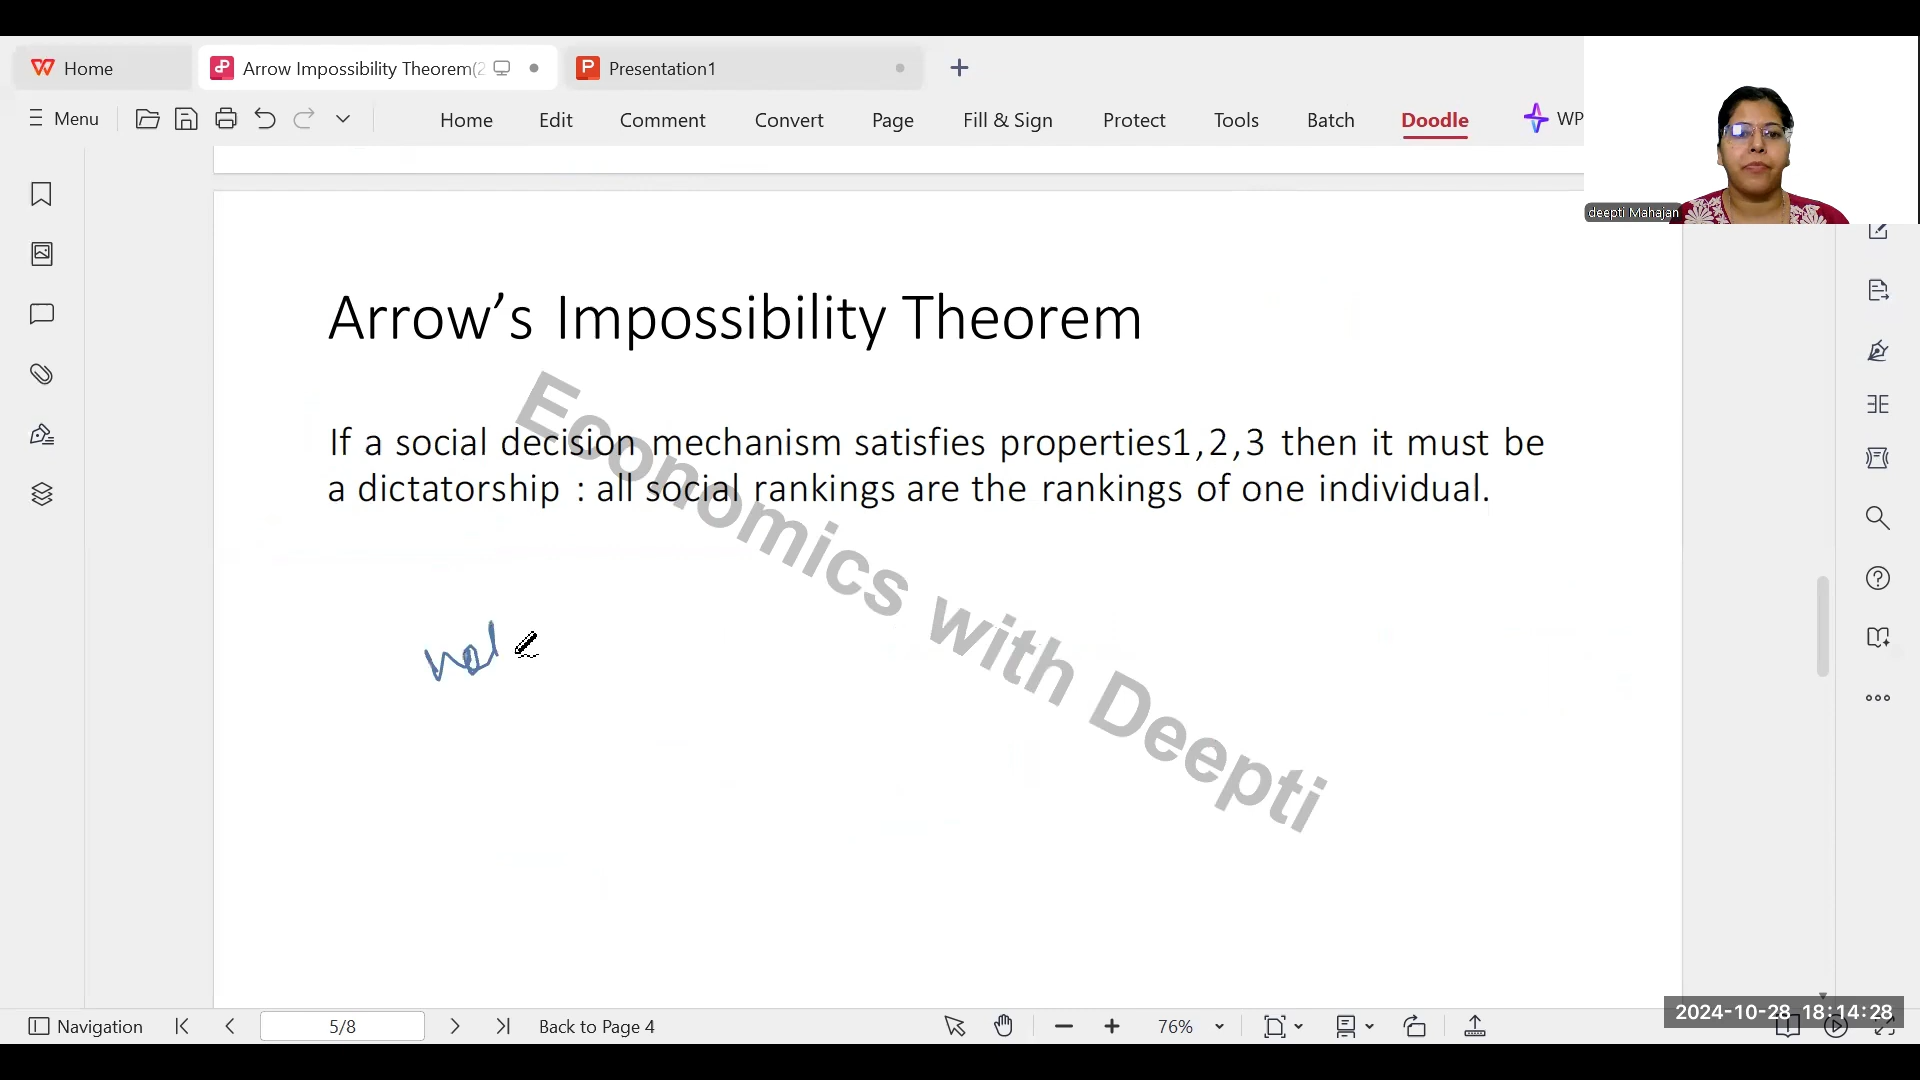 Home
Arrow Impossibility Theorem(2
Presentation1
Menu
Home Edit Comment Convert Page Fill & Sign Protect Tools Batch Doodle WP
deepti Mahajan
Arrow’s Impossibility Theorem
If a social decision mechanism satisfies properties1,2,3 then it must be
a dictatorship : all social rankings are the rankings of one individual.
Economics with Deepti
Navigation
5/8
Back to Page 4
76%
2024-10-28 18:14:28